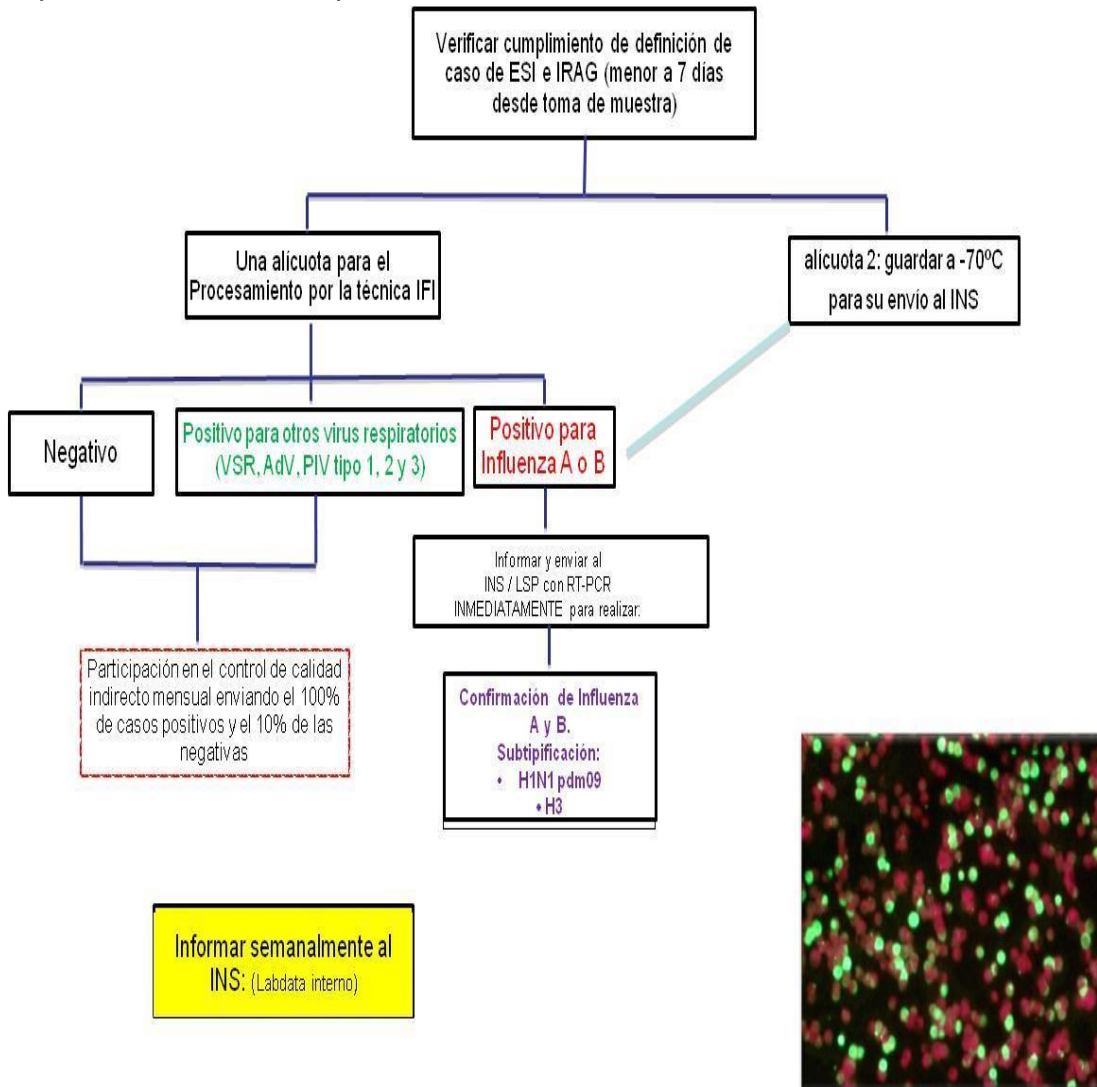 Verificar cumplimiento de definición de
caso de ESI e IRAG (menor a 7 días
desde toma de muestra)
Una alícuota para el
Procesamiento por la técnica IFI
alícuota 2: guardar a -70ºC
para su envío al INS
Negativo
Positivo para otros virus respiratorios
(VSR, AdV, PIV tipo 1, 2 y 3)
Positivo para
Influenza A o B
Informar y enviar al
INS / LSP con RT-PCR
INMEDIATAMENTE para realizar:
Participación en el control de calidad
indirecto mensual enviando el 100%
de casos positivos y el 10% de las
negativas
Confirmación de Influenza
A y B.
Subtipificación:
• H1N1 pdm09
• H3
Informar semanalmente al
INS: (Labdata interno)